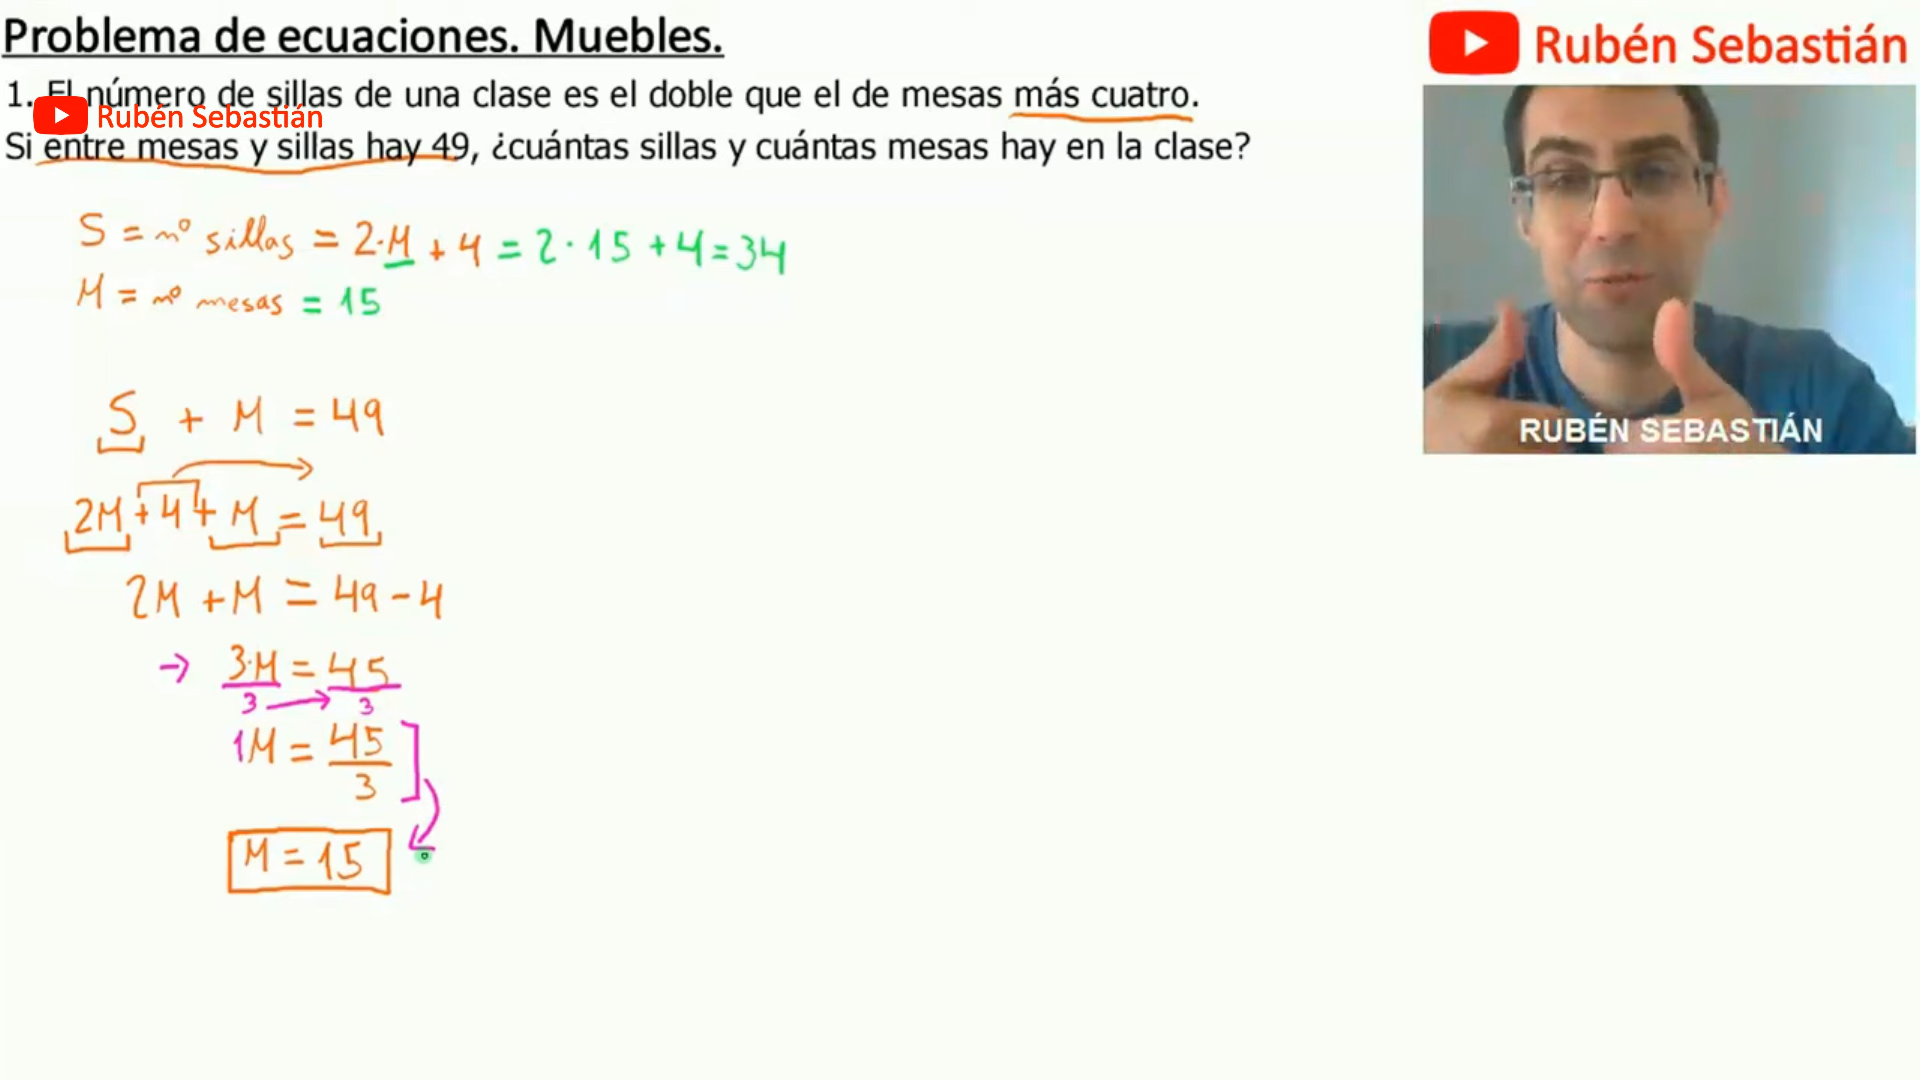 Problema de ecuaciones. Muebles.
Rubén Sebastián
1. El número de sillas de una clase es el doble que el de mesas más cuatro.
Rubén Sebastián
Si entre mesas y sillas hay 49, ¿cuántas sillas y cuántas mesas hay en la clase?
S = nº sillas = 2·M + 4 = 2·15 + 4 = 34
M = nº mesas = 15
S + M = 49
2M + 4 + M = 49
2M + M = 49 - 4
→ 3·M = 45
3 → 3
1M = 45
3
M = 15
RUBÉN SEBASTIÁN